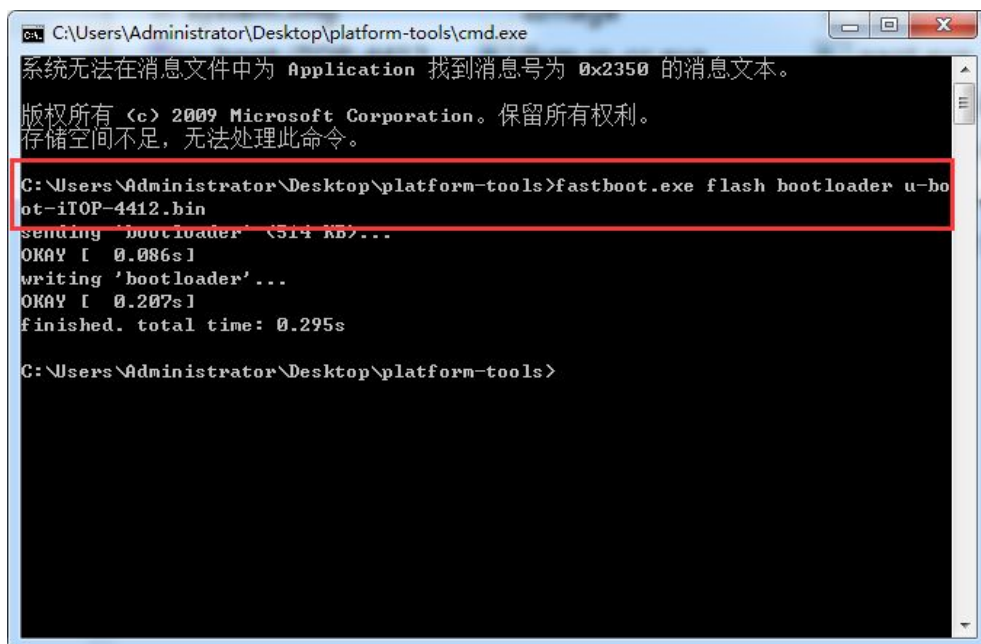 C:\Users\Administrator\Desktop\platform-tools\cmd.exe
系统无法在消息文件中为 Application 找到消息号为 0x2350 的消息文本。
版权所有 (c) 2009 Microsoft Corporation。保留所有权利。
存储空间不足，无法处理此命令。
C:\Users\Administrator\Desktop\platform-tools>fastboot.exe flash bootloader u-bo
ot-iTOP-4412.bin
sending 'bootloader' (514 KB)...
OKAY [  0.086s]
writing 'bootloader'...
OKAY [  0.207s]
finished. total time: 0.295s
C:\Users\Administrator\Desktop\platform-tools>